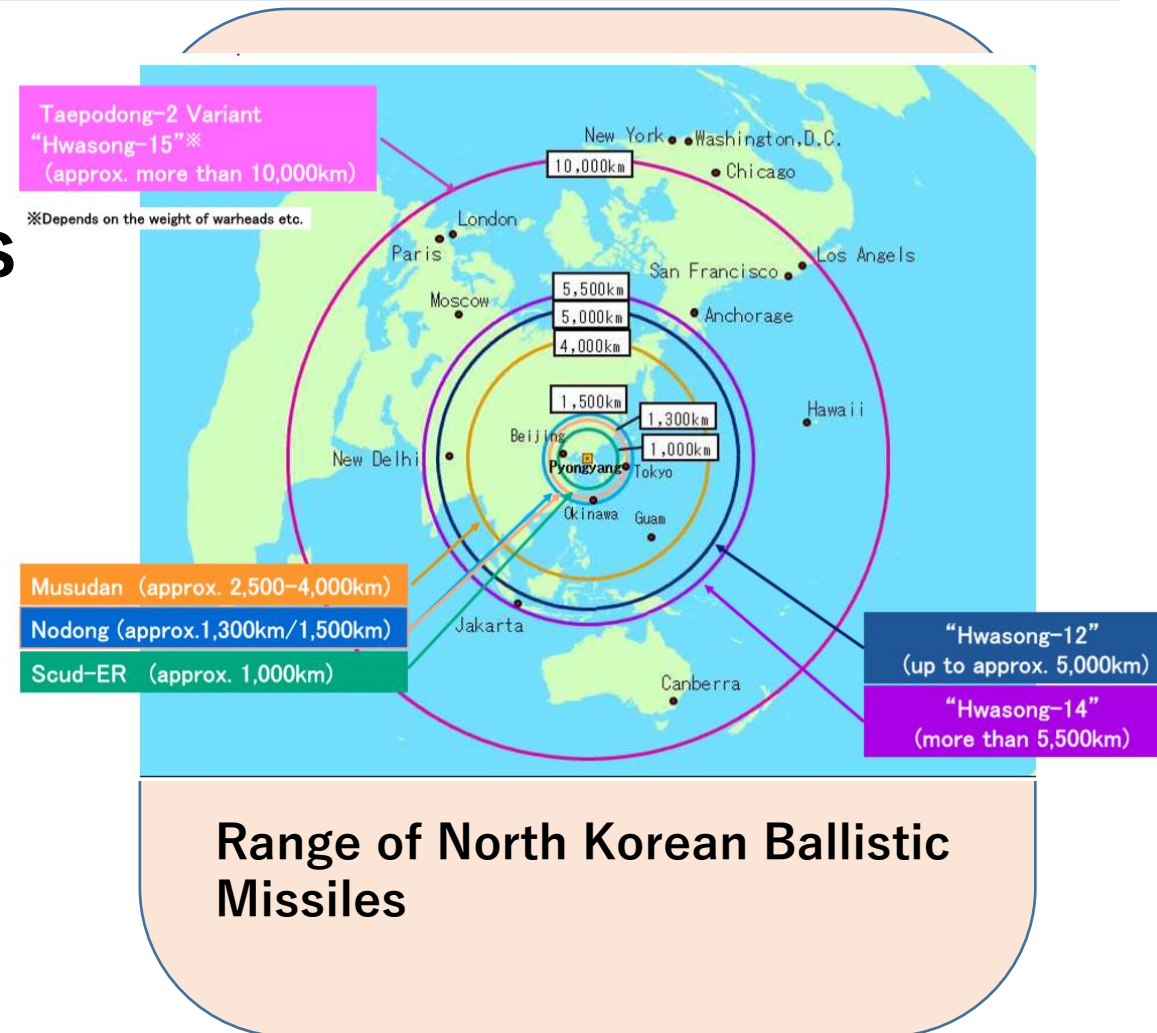 Taepodong-2 Variant
“Hwasong-15”※
(approx. more than 10,000km)
※Depends on the weight of warheads etc.
s
New York
Washington,D.C.
10,000km
Chicago
London
Paris
Los Angels
San Francisco
5,500km
Moscow
5,000km
Anchorage
4,000km
1,500km
1,300km
Hawaii
Beijing
1,000km
New Delhi
Pyongyang
Tokyo
Okinawa
Guam
Musudan (approx. 2,500-4,000km)
Nodong (approx.1,300km/1,500km)
Scud-ER (approx. 1,000km)
Jakarta
“Hwasong-12”
(up to approx. 5,000km)
Canberra
“Hwasong-14”
(more than 5,500km)
Range of North Korean Ballistic
Missiles